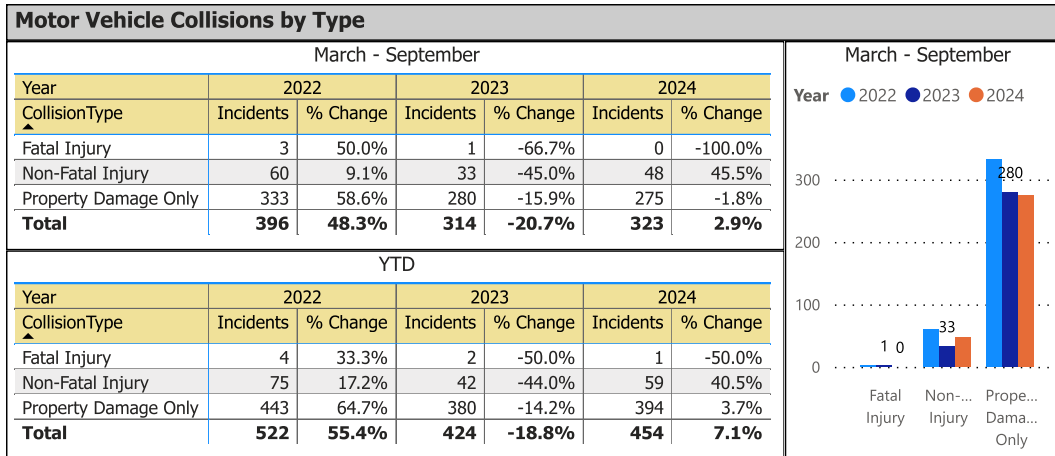 Motor Vehicle Collisions by Type
March - September
Year 2022 2023 2024
CollisionType Incidents % Change Incidents % Change Incidents % Change
Fatal Injury 3 50.0% 1 -66.7% 0 -100.0%
Non-Fatal Injury 60 9.1% 33 -45.0% 48 45.5%
Property Damage Only 333 58.6% 280 -15.9% 275 -1.8%
Total 396 48.3% 314 -20.7% 323 2.9%
YTD
Year 2022 2023 2024
CollisionType Incidents % Change Incidents % Change Incidents % Change
Fatal Injury 4 33.3% 2 -50.0% 1 -50.0%
Non-Fatal Injury 75 17.2% 42 -44.0% 59 40.5%
Property Damage Only 443 64.7% 380 -14.2% 394 3.7%
Total 522 55.4% 424 -18.8% 454 7.1%
March - September
Year 2022 2023 2024
300
280
200
100
33
1 0
0
Fatal Non-... Prope...
Injury Injury Dama...
Only